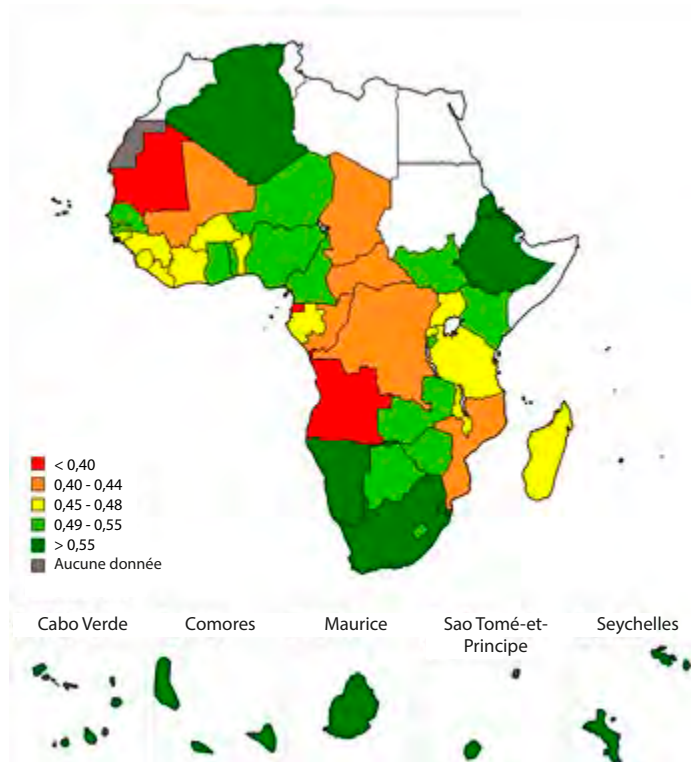 < 0,40
0,40 - 0,44
0,45 - 0,48
0,49 - 0,55
> 0,55
Aucune donnée
Cabo Verde
Comores
Maurice
Sao Tomé-et-
Principe
Seychelles